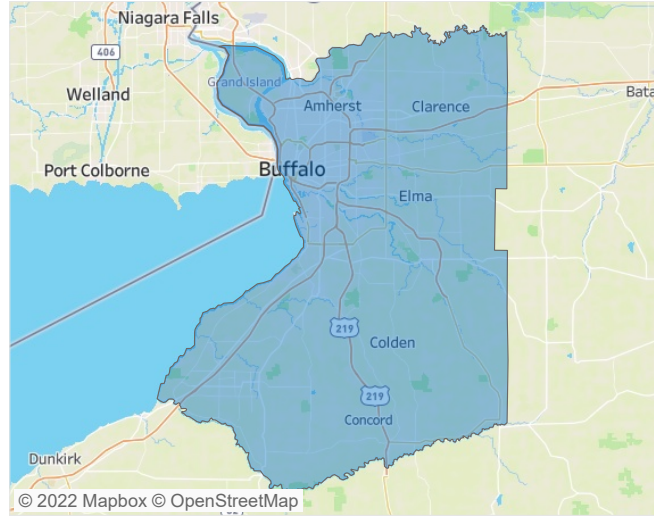 Niagara Falls
406
Grand Island
Welland
Amherst
Clarence
Bata
Port Colborne
Buffalo
Elma
219
Colden
219
Concord
Dunkirk
© 2022 Mapbox © OpenStreetMap